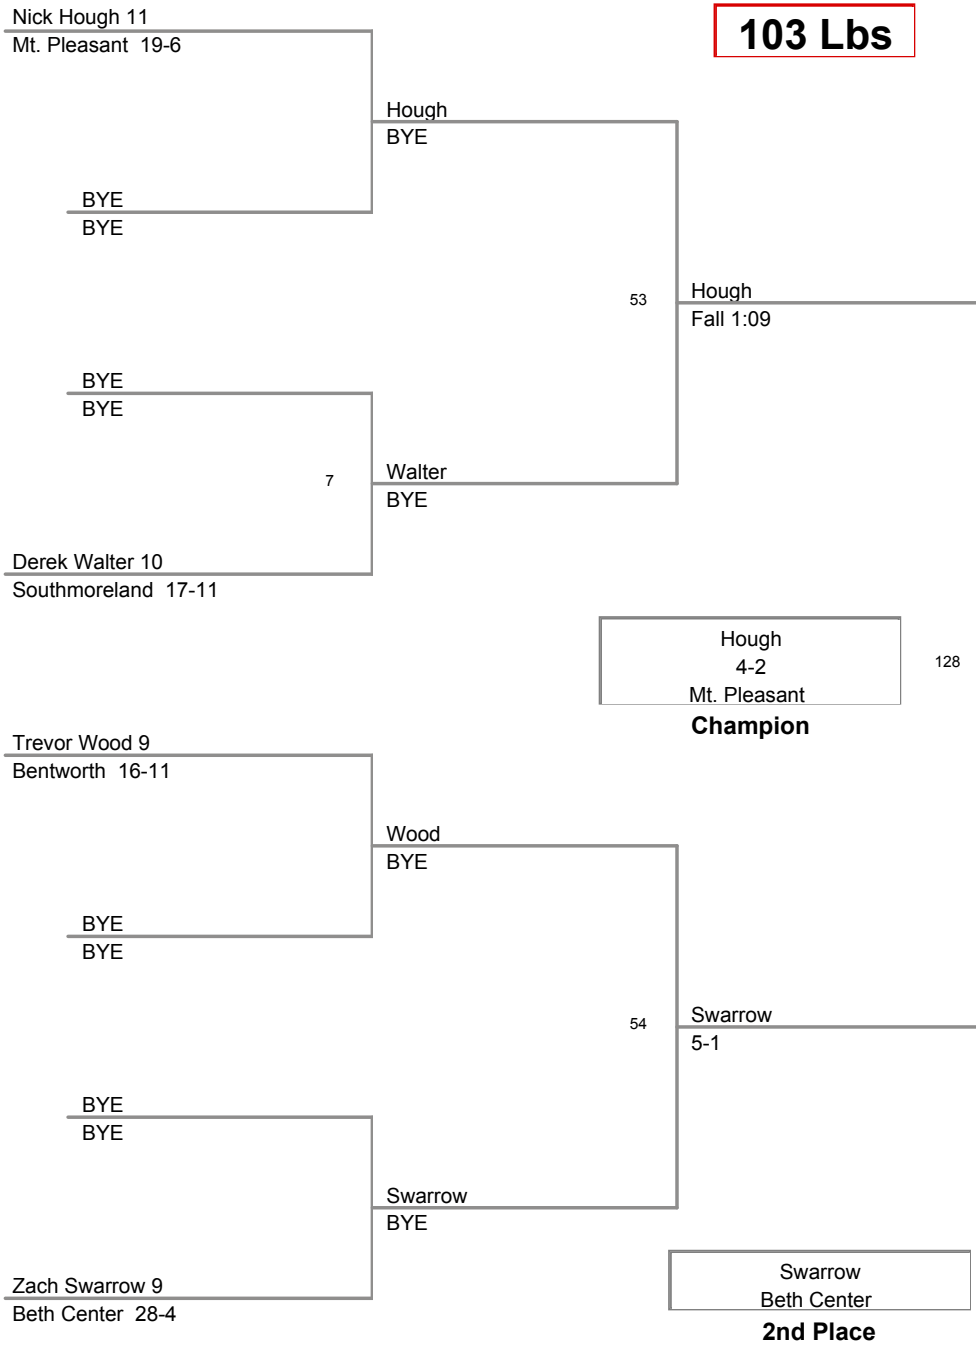 Nick Hough 11
Mt. Pleasant 19-6
103 Lbs
Hough
BYE
BYE
BYE
53
Hough
Fall 1:09
BYE
BYE
7
Walter
BYE
Derek Walter 10
Southmoreland 17-11
Hough
4-2
Mt. Pleasant
128
Champion
Trevor Wood 9
Bentworth 16-11
Wood
BYE
BYE
BYE
54
Swarrow
5-1
BYE
BYE
Swarrow
BYE
Zach Swarrow 9
Beth Center 28-4
Swarrow
Beth Center
2nd Place